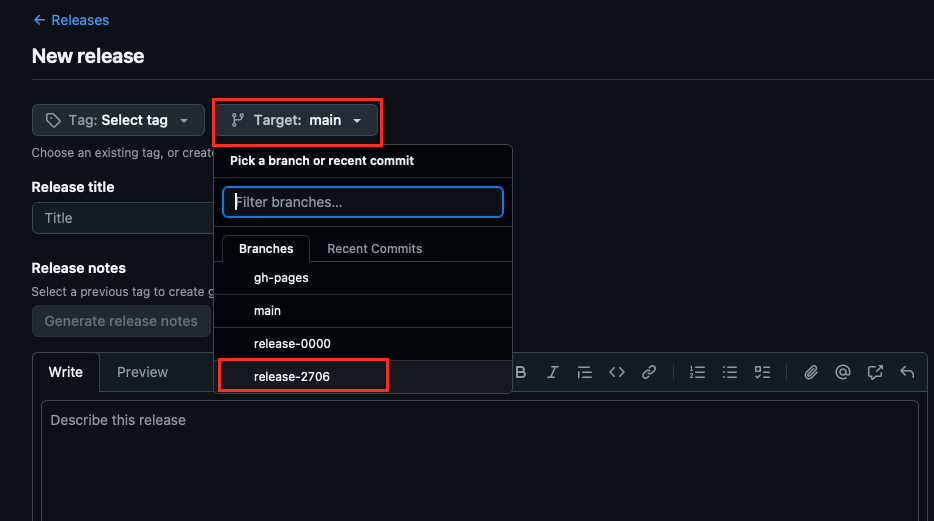 ← Releases
New release
Tag: Select tag
Target: main
Choose an existing tag, or create
Pick a branch or recent commit
Release title
Filter branches...
Title
Branches
Recent Commits
Release notes
gh-pages
Select a previous tag to create g
main
Generate release notes
release-0000
release-2706
Write
Preview
Describe this release